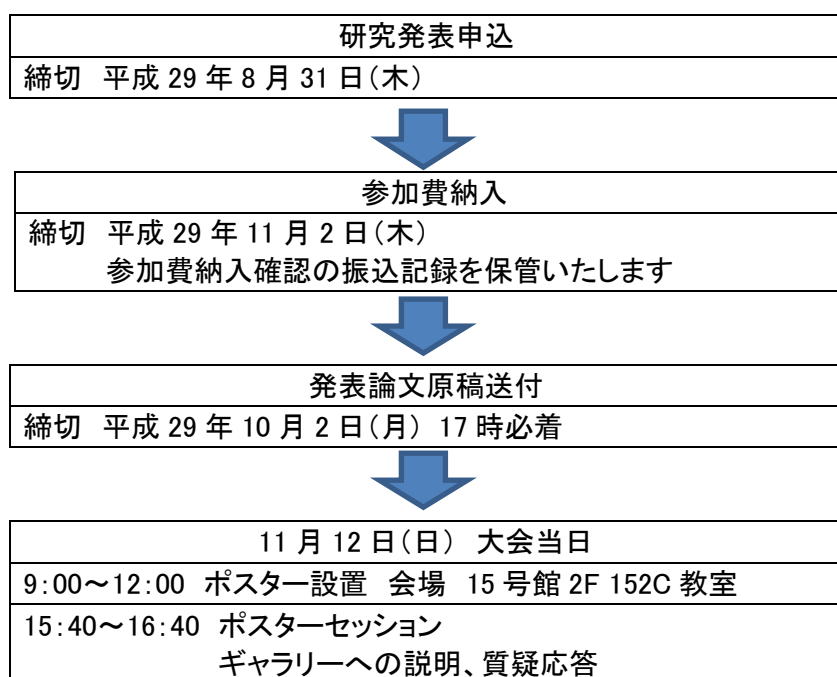 研究発表申込
締切 平成 29 年 8 月 31 日(木)
参加費納入
締切 平成 29 年 11 月 2 日(木)
参加費納入確認の振込記録を保管いたします
発表論文原稿送付
締切 平成 29 年 10 月 2 日(月) 17 時必着
11 月 12 日(日) 大会当日
9:00～12:00 ポスター設置 会場 15 号館 2F 152C 教室
15:40～16:40 ポスターセッション
ギャラリーへの説明、質疑応答